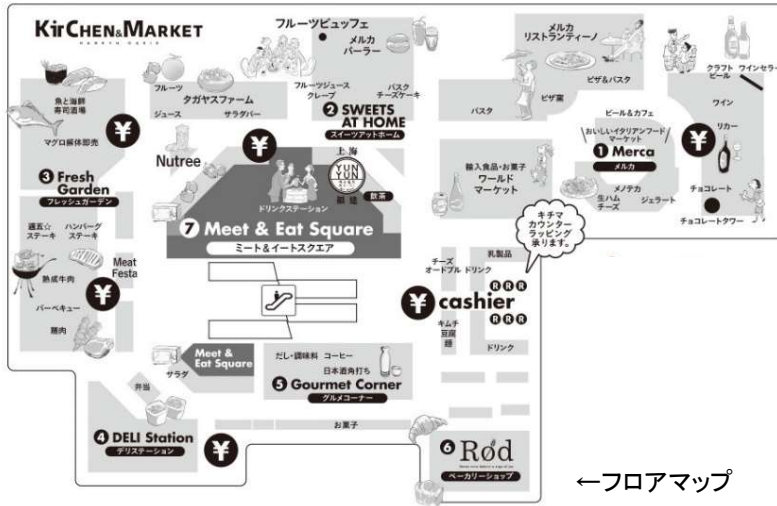 KITCHEN & MARKET
HANKYU OASIS
魚と海鮮
寿司酒場
マグロ解体即売
¥
❸ Fresh
Garden
フレッシュガーデン
フルーツ
タガヤスファーム
ジュース
サラダバー
Nutree
¥
フルーツビュッフェ
メルカ
パーラー
フルーツジュース
クレープ
バスク
チーズケーキ
❷ SWEETS
AT HOME
スイーツアットホーム
上海
YUN
YUN
飲茶
ドリンクステーション
❼ Meet & Eat Square
ミート&イートスクエア
メルカ
リストランティーノ
ピザ&パスタ
パスタ
ピザ窯
クラフト
ビール
ワインセラー
ワイン
リカー
¥
ビール&カフェ
おいしいイタリアンフード
マーケット
❶ Merca
メルカ
輸入食品・お菓子
ワールド
マーケット
メノテカ
生ハム
チーズ
ジェラート
チョコレート
チョコレートタワー
週五☆
ステーキ
ハンバーグ
ステーキ
熟成牛肉
Meat
Festa
¥
バーベキュー
鶏肉
キチマ
カウンター
ラッピング
承ります。
乳製品
チーズ
オードブル
ドリンク
¥ cashier
R R R
R R R
キムチ
豆腐
麺
ドリンク
Meet &
Eat Square
サラダ
だし・調味料
コーヒー
日本酒角打ち
❺ Gourmet Corner
グルメコーナー
弁当
❹ DELI Station
デリステーション
¥
お菓子
❻ Rød
ベーカリーショップ
←フロアマップ